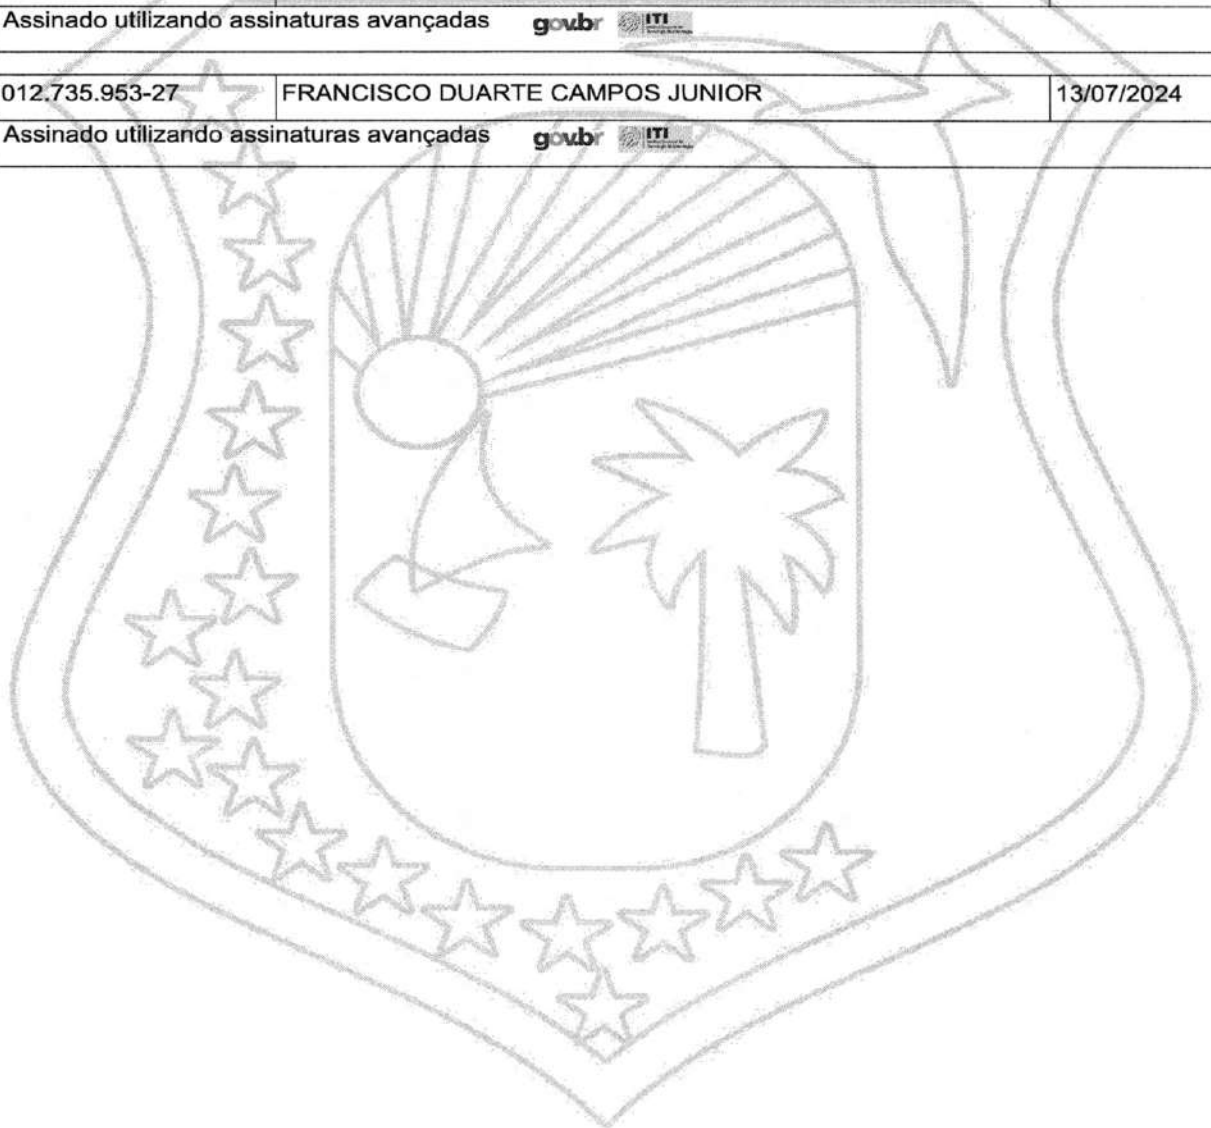 Assinado utilizando assinaturas avançadas gov.br ITI
012.735.953-27 FRANCISCO DUARTE CAMPOS JUNIOR 13/07/2024
Assinado utilizando assinaturas avançadas gov.br ITI